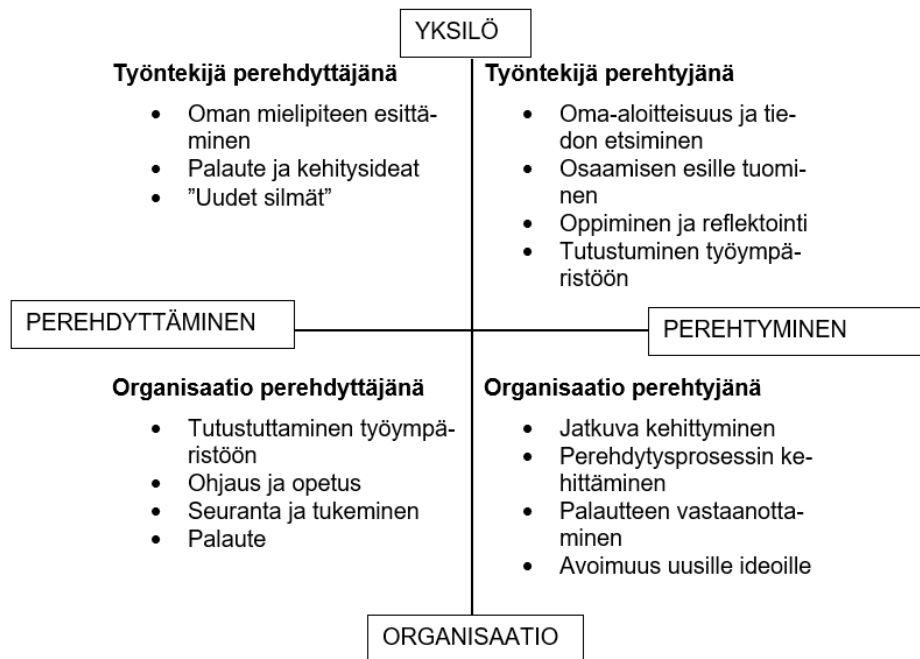 YKSILÖ
Työntekijä perehdyttäjänä
• Oman mielipiteen esittä-
minen
• Palaute ja kehitysideat
• ”Uudet silmät”
Työntekijä perehtyjänä
• Oma-aloitteisuus ja tie-
don etsiminen
• Osaamisen esille tuomi-
nen
• Oppiminen ja reflektointi
• Tutustuminen työympä-
ristöön
PEREHDYTTÄMINEN
PEREHTYMINEN
Organisaatio perehdyttäjänä
• Tutustuttaminen työympä-
ristöön
• Ohjaus ja opetus
• Seuranta ja tukeminen
• Palaute
Organisaatio perehtyjänä
• Jatkuva kehittyminen
• Perehdytysprosessin ke-
hittäminen
• Palautteen vastaanotta-
minen
• Avoimuus uusille ideoille
ORGANISAATIO